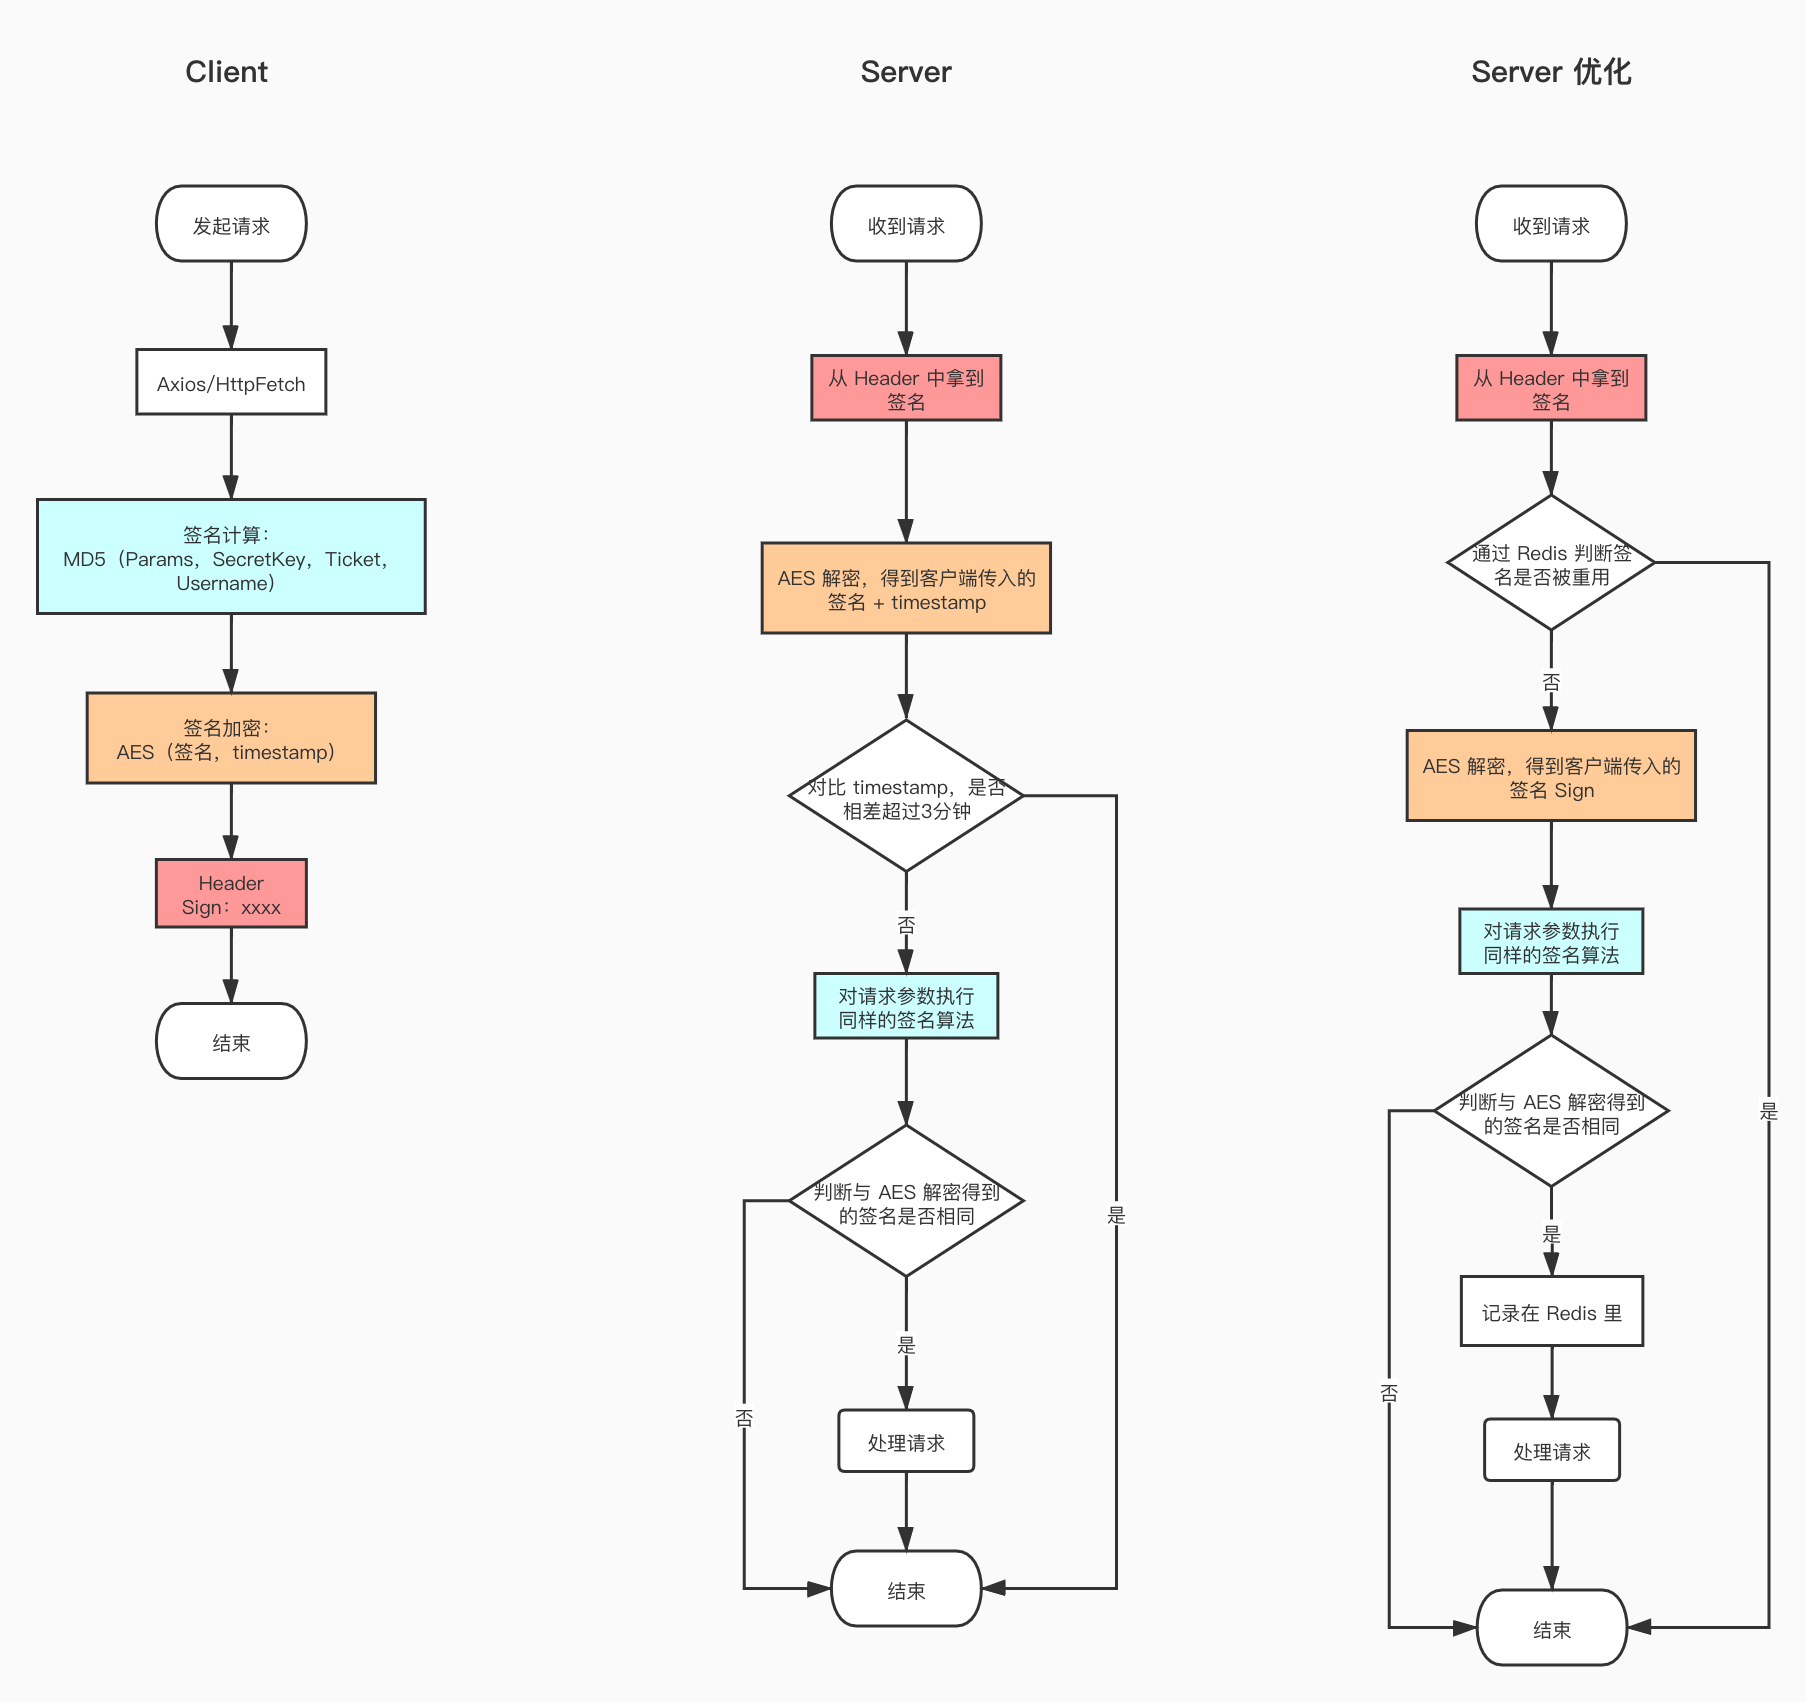 Client
发起请求
Axios/HttpFetch
签名计算：
MD5（Params，SecretKey，Ticket，
Username）
签名加密：
AES（签名，timestamp）
Header
Sign：xxxx
结束
Server
收到请求
从 Header 中拿到
签名
AES 解密，得到客户端传入的
签名 + timestamp
对比 timestamp，是否
相差超过3分钟
否
是
对请求参数执行
同样的签名算法
判断与 AES 解密得到
的签名是否相同
是
否
处理请求
结束
Server 优化
收到请求
从 Header 中拿到
签名
通过 Redis 判断签
名是否被重用
否
是
AES 解密，得到客户端传入的
签名 Sign
对请求参数执行
同样的签名算法
判断与 AES 解密得到
的签名是否相同
是
否
记录在 Redis 里
处理请求
结束